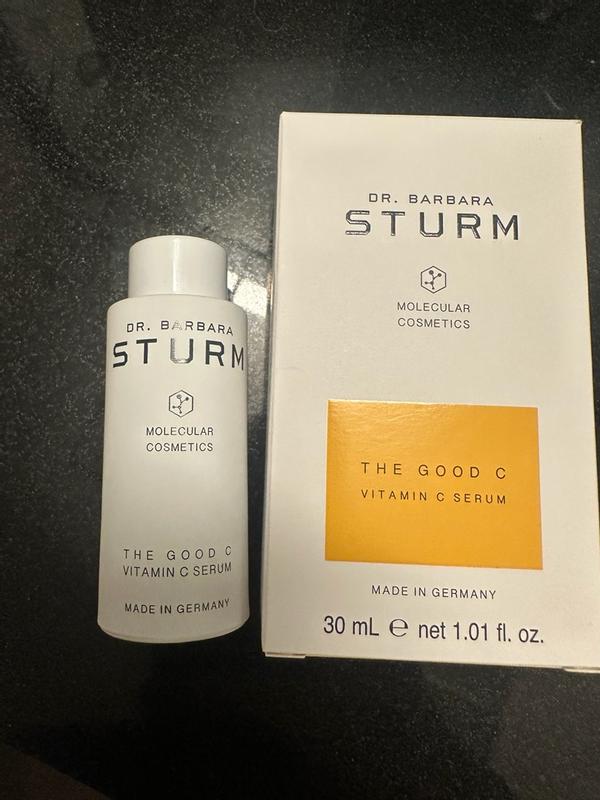 DR. BARBARA
STURM
MOLECULAR
COSMETICS
THE GOOD C
VITAMIN C SERUM
MADE IN GERMANY
DR. BARBARA
STURM
MOLECULAR
COSMETICS
THE GOOD C
VITAMIN C SERUM
MADE IN GERMANY
30 mL ℮ net 1.01 fl. oz.